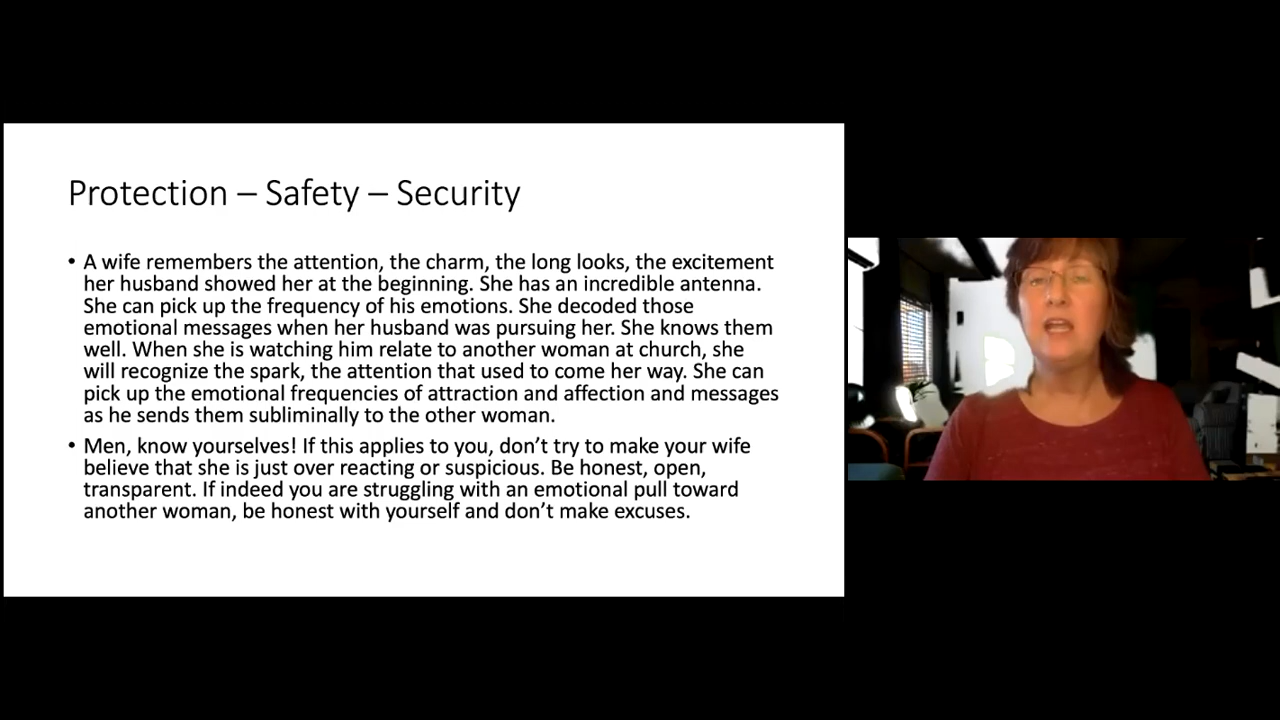 Protection – Safety – Security
• A wife remembers the attention, the charm, the long looks, the excitement
her husband showed her at the beginning. She has an incredible antenna.
She can pick up the frequency of his emotions. She decoded those
emotional messages when her husband was pursuing her. She knows them
well. When she is watching him relate to another woman at church, she
will recognize the spark, the attention that used to come her way. She can
pick up the emotional frequencies of attraction and affection and messages
as he sends them subliminally to the other woman.
• Men, know yourselves! If this applies to you, don’t try to make your wife
believe that she is just over reacting or suspicious. Be honest, open,
transparent. If indeed you are struggling with an emotional pull toward
another woman, be honest with yourself and don’t make excuses.